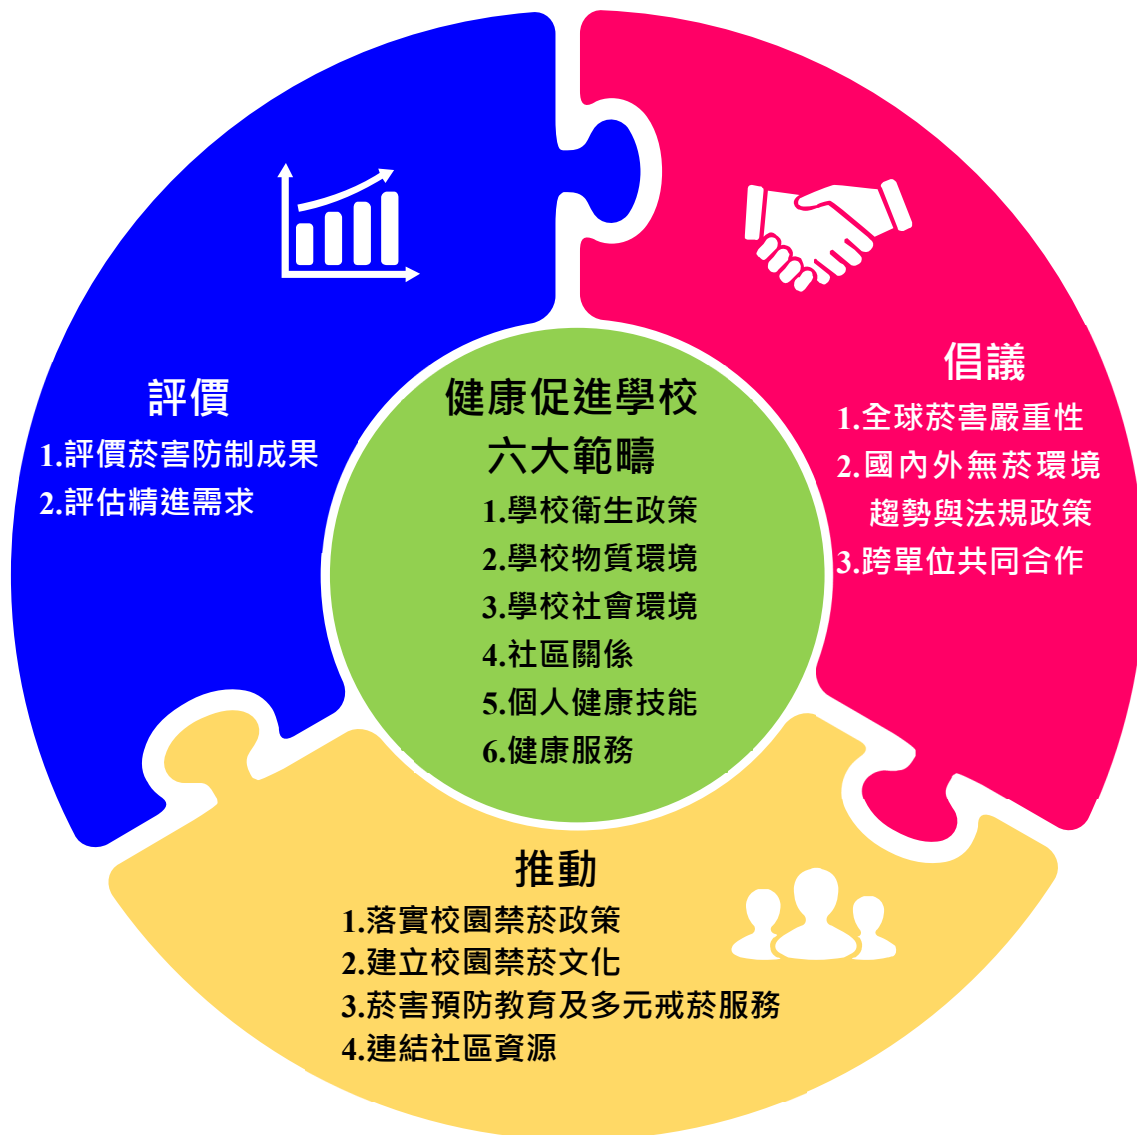 評價
1.評價菸害防制成果
2.評估精進需求
倡議
1.全球菸害嚴重性
2.國內外無菸環境
趨勢與法規政策
3.跨單位共同合作
健康促進學校
六大範疇
1.學校衛生政策
2.學校物質環境
3.學校社會環境
4.社區關係
5.個人健康技能
6.健康服務
推動
1.落實校園禁菸政策
2.建立校園禁菸文化
3.菸害預防教育及多元戒菸服務
4.連結社區資源